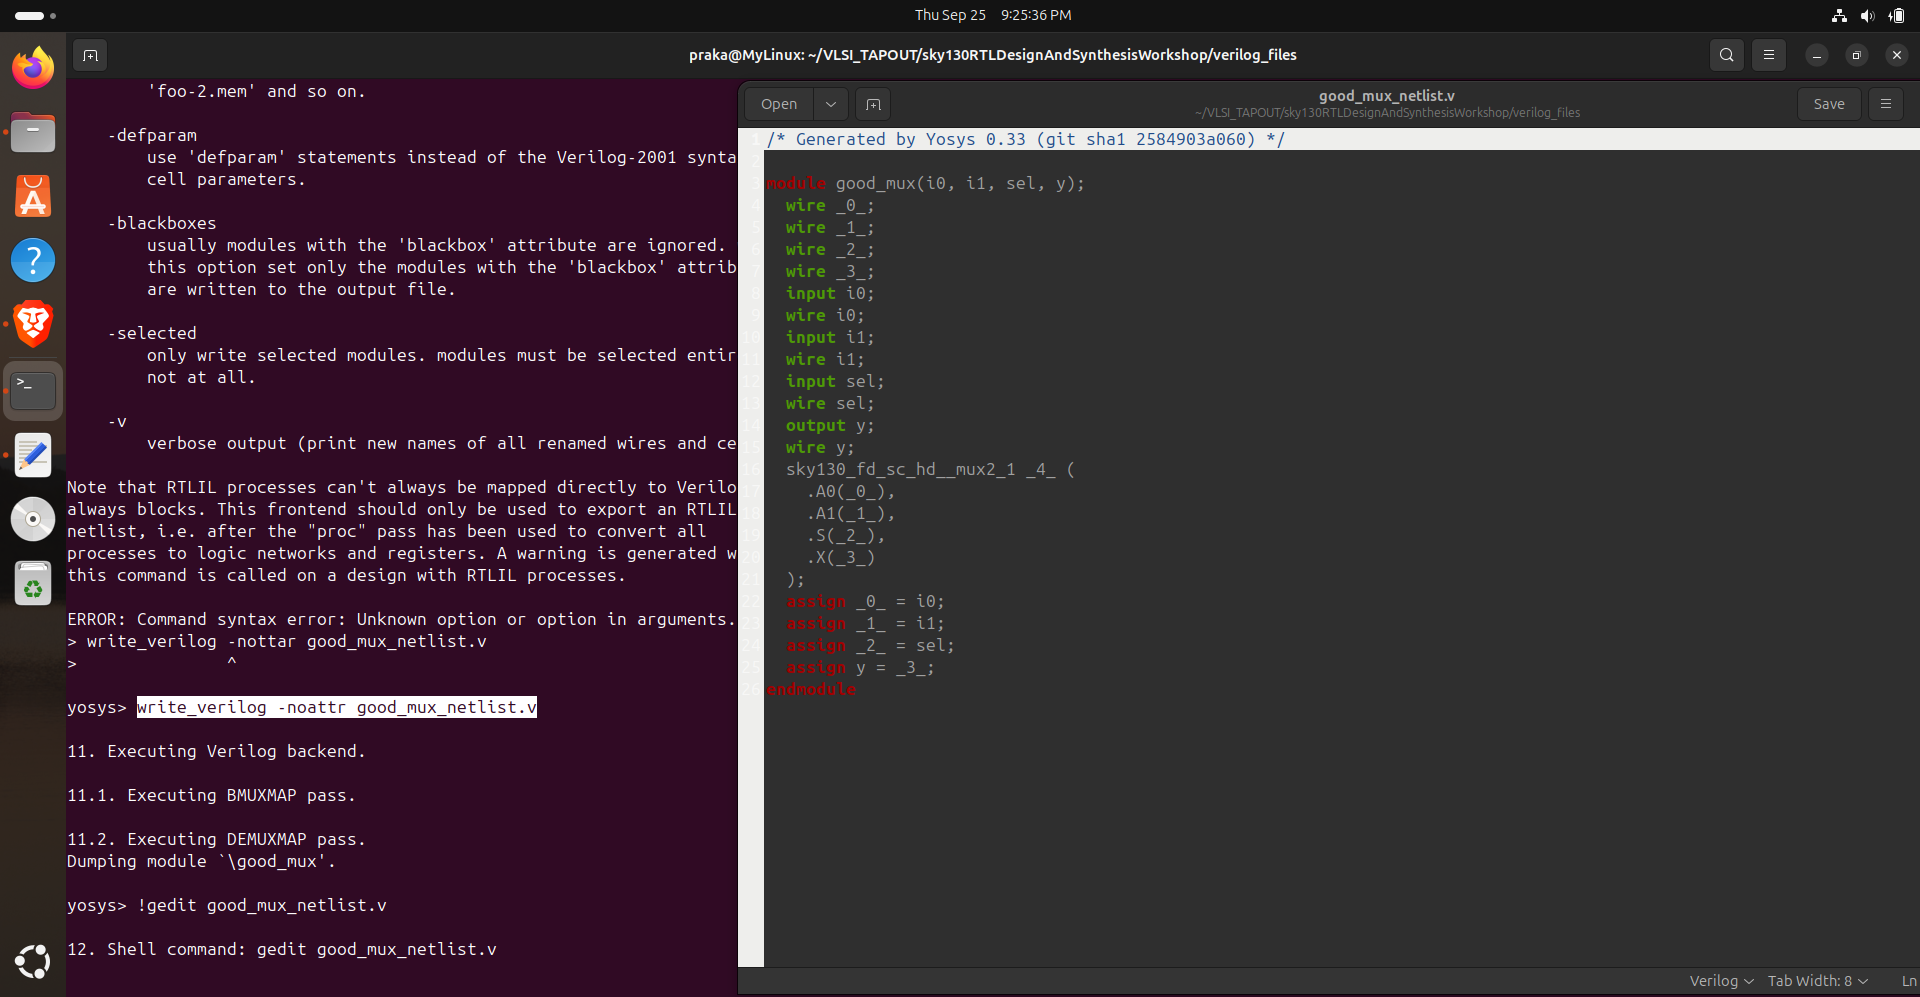 Thu Sep 25 9:25:36 PM
praka@MyLinux: ~/VLSI_TAPOUT/sky130RTLDesignAndSynthesisWorkshop/verilog_files
'foo-2.mem' and so on.
-defparam
use 'defparam' statements instead of the Verilog-2001 synta
cell parameters.
-blackboxes
usually modules with the 'blackbox' attribute are ignored.
this option set only the modules with the 'blackbox' attrib
are written to the output file.
-selected
only write selected modules. modules must be selected entir
not at all.
-v
verbose output (print new names of all renamed wires and ce
Note that RTLIL processes can't always be mapped directly to Verilo
always blocks. This frontend should only be used to export an RTLIL
netlist, i.e. after the "proc" pass has been used to convert all
processes to logic networks and registers. A warning is generated w
this command is called on a design with RTLIL processes.
ERROR: Command syntax error: Unknown option or option in arguments.
> write_verilog -nottar good_mux_netlist.v
> ^
yosys> write_verilog -noattr good_mux_netlist.v
11. Executing Verilog backend.
11.1. Executing BMUXMAP pass.
11.2. Executing DEMUXMAP pass.
Dumping module `\good_mux'.
yosys> !gedit good_mux_netlist.v
12. Shell command: gedit good_mux_netlist.v
Open
good_mux_netlist.v
~/VLSI_TAPOUT/sky130RTLDesignAndSynthesisWorkshop/verilog_files
Save
1 /* Generated by Yosys 0.33 (git sha1 2584903a060) */
2
3 module good_mux(i0, i1, sel, y);
4 wire _0_;
5 wire _1_;
6 wire _2_;
7 wire _3_;
8 input i0;
9 wire i0;
10 input i1;
11 wire i1;
12 input sel;
13 wire sel;
14 output y;
15 wire y;
16 sky130_fd_sc_hd__mux2_1 _4_ (
17 .A0(_0_),
18 .A1(_1_),
19 .S(_2_),
20 .X(_3_)
21 );
22 assign _0_ = i0;
23 assign _1_ = i1;
24 assign _2_ = sel;
25 assign y = _3_;
26 endmodule
Verilog Tab Width: 8 Ln